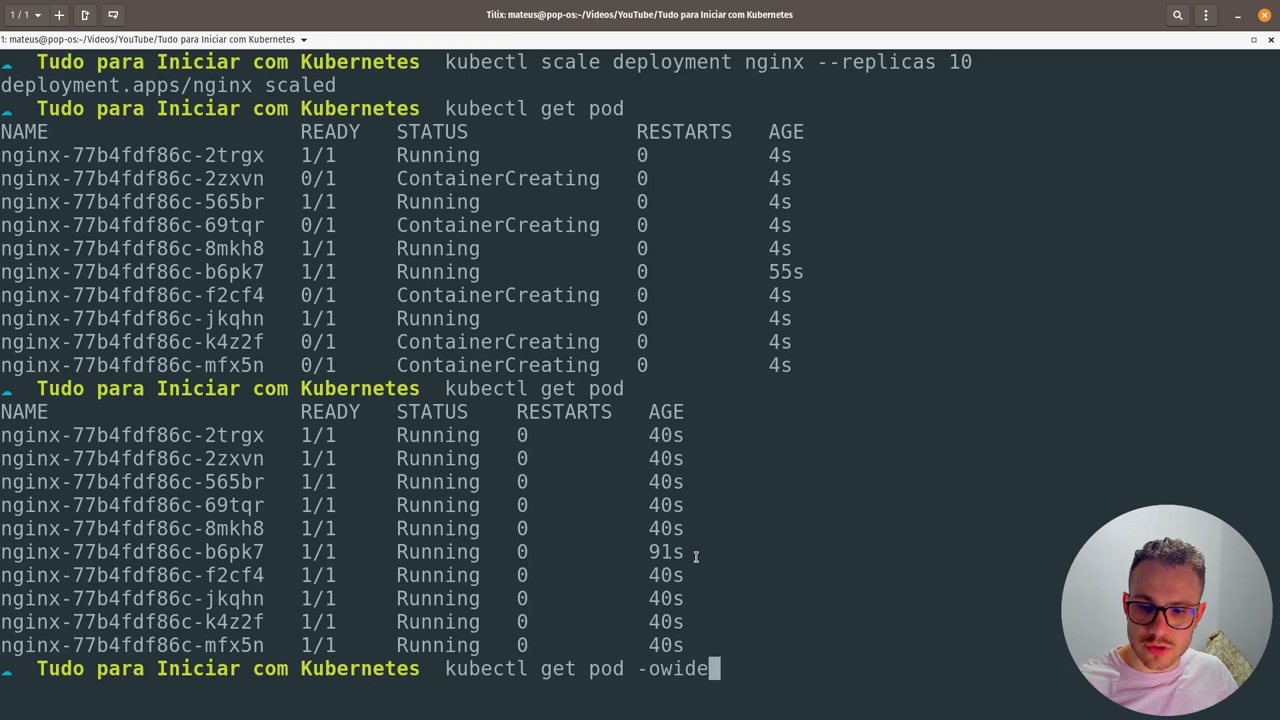 1 / 1
Tilix: mateus@pop-os:~/Videos/YouTube/Tudo para Iniciar com Kubernetes
1: mateus@pop-os:~/Videos/YouTube/Tudo para Iniciar com Kubernetes
Tudo para Iniciar com Kubernetes kubectl scale deployment nginx --replicas 10
deployment.apps/nginx scaled
Tudo para Iniciar com Kubernetes kubectl get pod
NAME READY STATUS RESTARTS AGE
nginx-77b4fdf86c-2trgx 1/1 Running 0 4s
nginx-77b4fdf86c-2zxvn 0/1 ContainerCreating 0 4s
nginx-77b4fdf86c-565br 1/1 Running 0 4s
nginx-77b4fdf86c-69tqr 0/1 ContainerCreating 0 4s
nginx-77b4fdf86c-8mkh8 1/1 Running 0 4s
nginx-77b4fdf86c-b6pk7 1/1 Running 0 55s
nginx-77b4fdf86c-f2cf4 0/1 ContainerCreating 0 4s
nginx-77b4fdf86c-jkqhn 1/1 Running 0 4s
nginx-77b4fdf86c-k4z2f 0/1 ContainerCreating 0 4s
nginx-77b4fdf86c-mfx5n 0/1 ContainerCreating 0 4s
Tudo para Iniciar com Kubernetes kubectl get pod
NAME READY STATUS RESTARTS AGE
nginx-77b4fdf86c-2trgx 1/1 Running 0 40s
nginx-77b4fdf86c-2zxvn 1/1 Running 0 40s
nginx-77b4fdf86c-565br 1/1 Running 0 40s
nginx-77b4fdf86c-69tqr 1/1 Running 0 40s
nginx-77b4fdf86c-8mkh8 1/1 Running 0 40s
nginx-77b4fdf86c-b6pk7 1/1 Running 0 91s
nginx-77b4fdf86c-f2cf4 1/1 Running 0 40s
nginx-77b4fdf86c-jkqhn 1/1 Running 0 40s
nginx-77b4fdf86c-k4z2f 1/1 Running 0 40s
nginx-77b4fdf86c-mfx5n 1/1 Running 0 40s
Tudo para Iniciar com Kubernetes kubectl get pod -owide